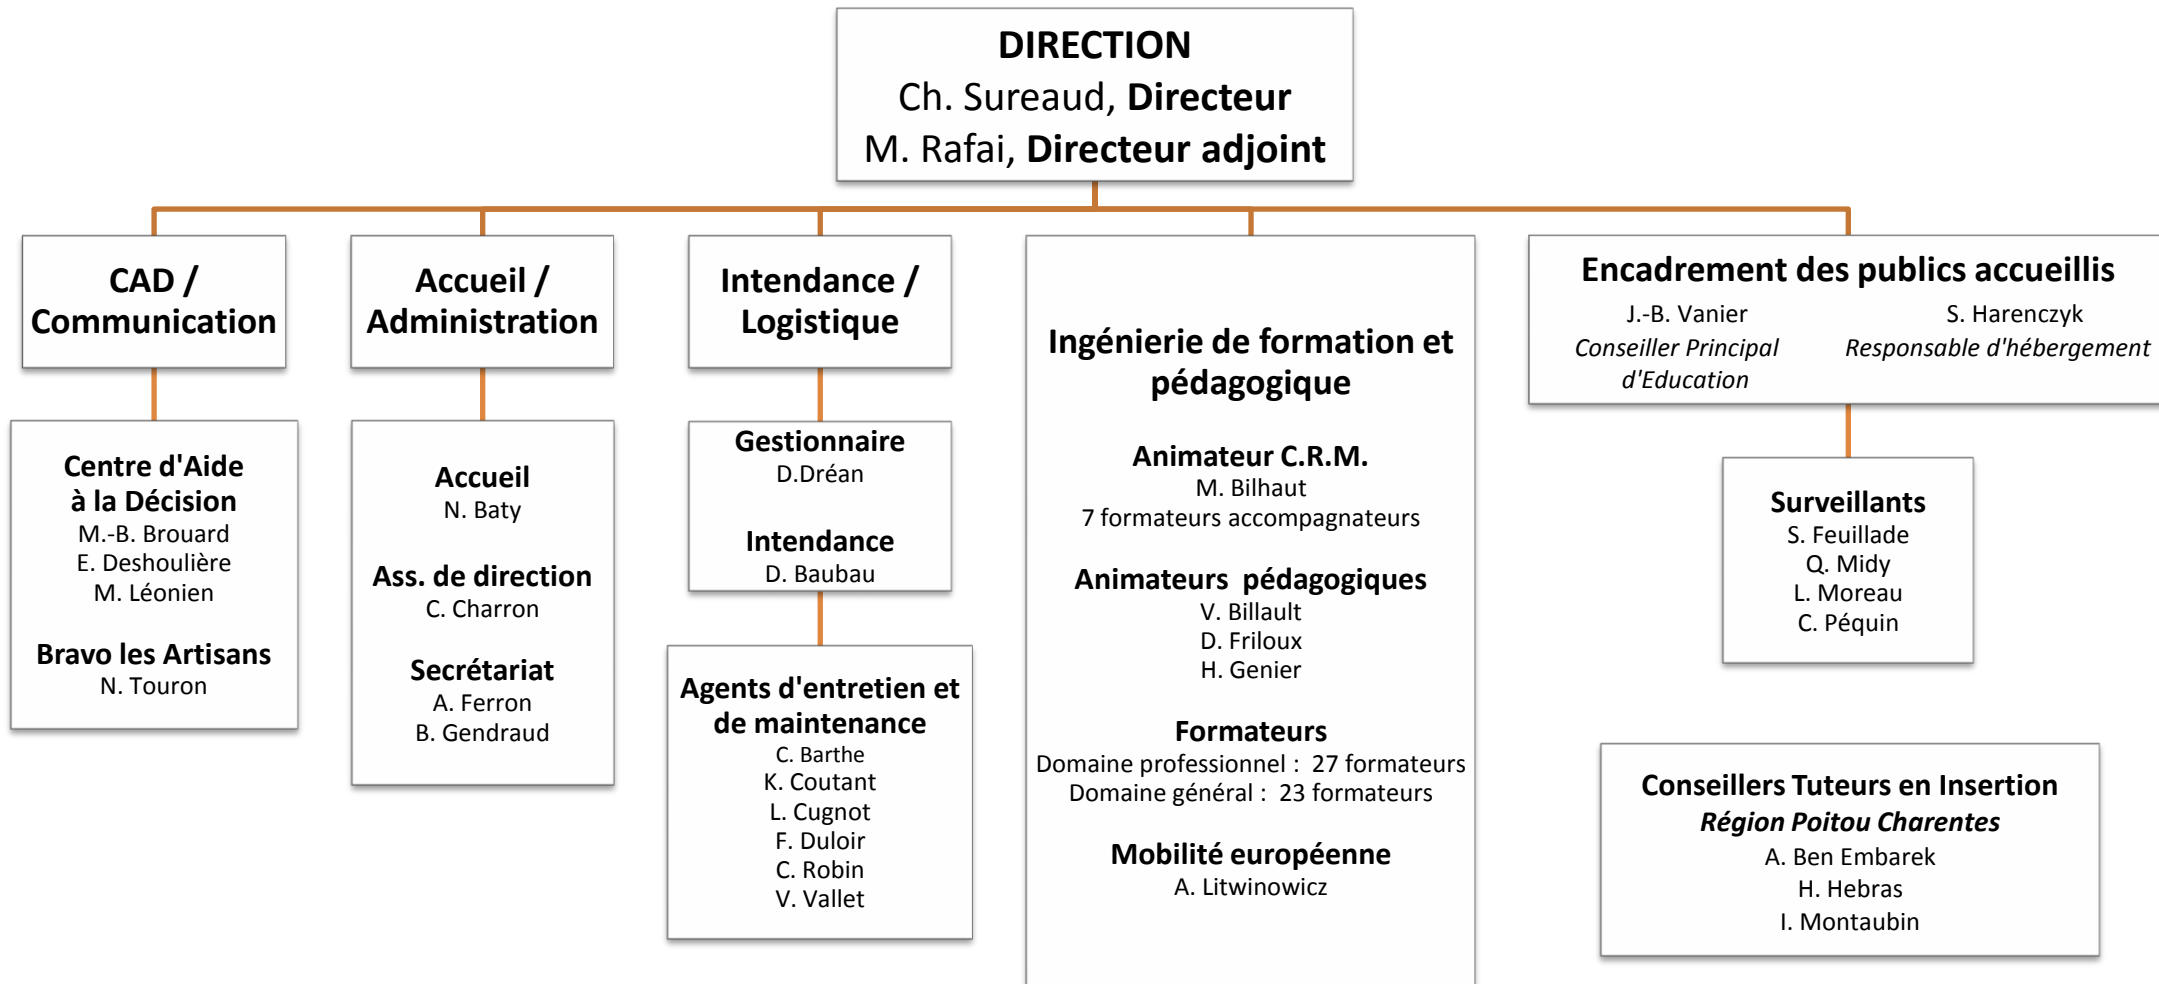 DIRECTION
Ch. Sureaud, Directeur
M. Rafai, Directeur adjoint
CAD /
Communication
Centre d'Aide
à la Décision
M.-B. Brouard
E. Deshoulière
M. Léonien
Bravo les Artisans
N. Touron
Accueil /
Administration
Accueil
N. Baty
Ass. de direction
C. Charron
Secrétariat
A. Ferron
B. Gendraud
Intendance /
Logistique
Gestionnaire
D.Dréan
Intendance
D. Baubau
Agents d'entretien et
de maintenance
C. Barthe
K. Coutant
L. Cugnot
F. Duloir
C. Robin
V. Vallet
Ingénierie de formation et
pédagogique
Animateur C.R.M.
M. Bilhaut
7 formateurs accompagnateurs
Animateurs pédagogiques
V. Billault
D. Friloux
H. Genier
Formateurs
Domaine professionnel : 27 formateurs
Domaine général : 23 formateurs
Mobilité européenne
A. Litwinowicz
Encadrement des publics accueillis
J.-B. Vanier
Conseiller Principal
d'Education
S. Harenczyk
Responsable d'hébergement
Surveillants
S. Feuillade
Q. Midy
L. Moreau
C. Péquin
Conseillers Tuteurs en Insertion
Région Poitou Charentes
A. Ben Embarek
H. Hebras
I. Montaubin